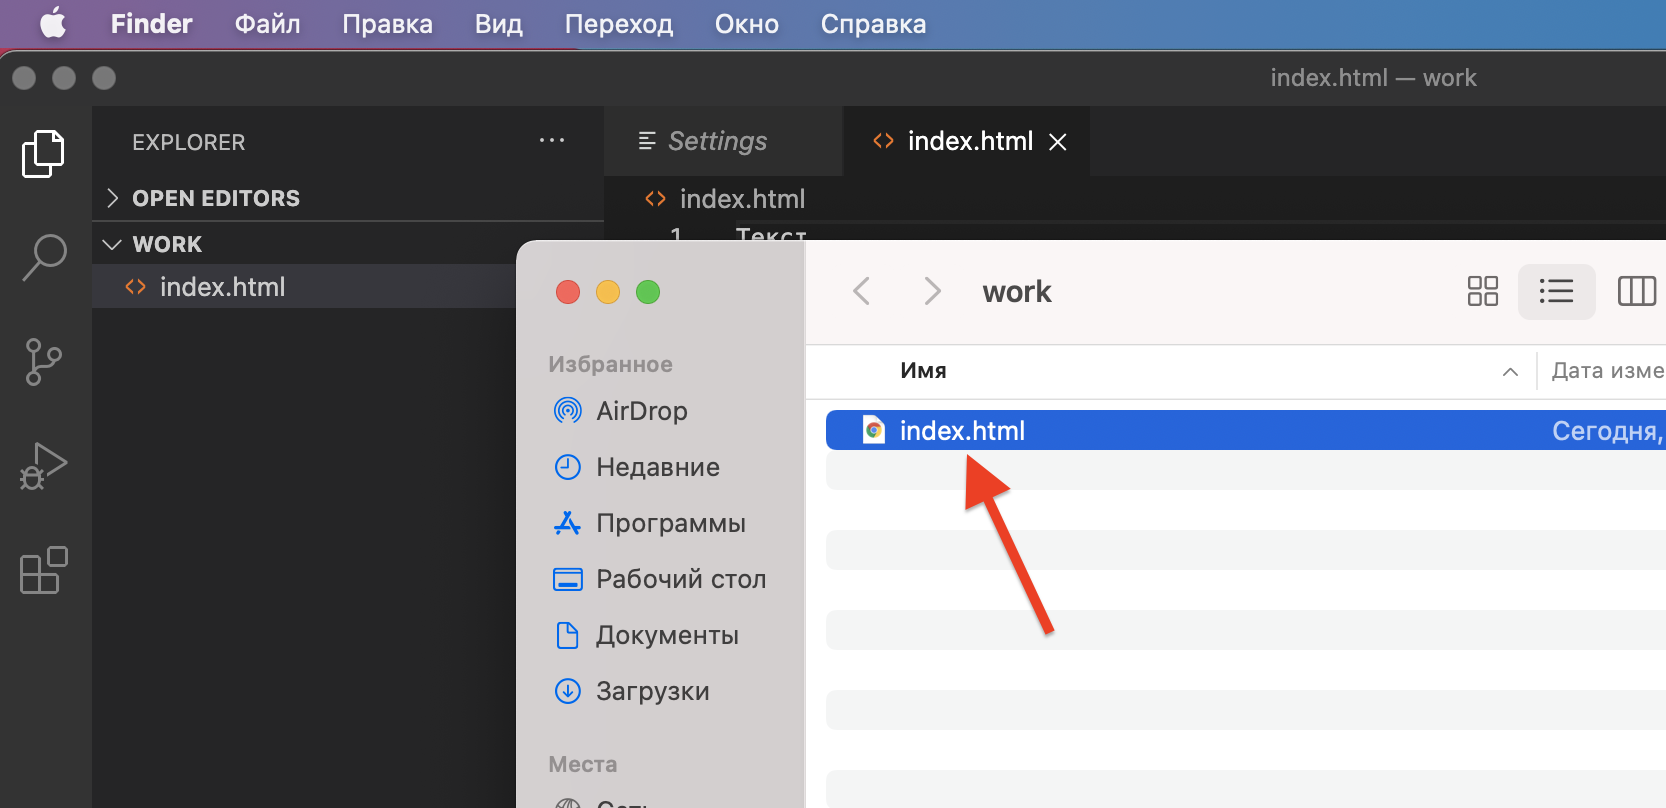 Finder Файл Правка Вид Переход Окно Справка
index.html — work
EXPLORER
Settings
index.html
OPEN EDITORS
index.html
WORK
1 Текст
index.html
work
Избранное
Имя
Дата изме
AirDrop
index.html
Сегодня,
Недавние
Программы
Рабочий стол
Документы
Загрузки
Места